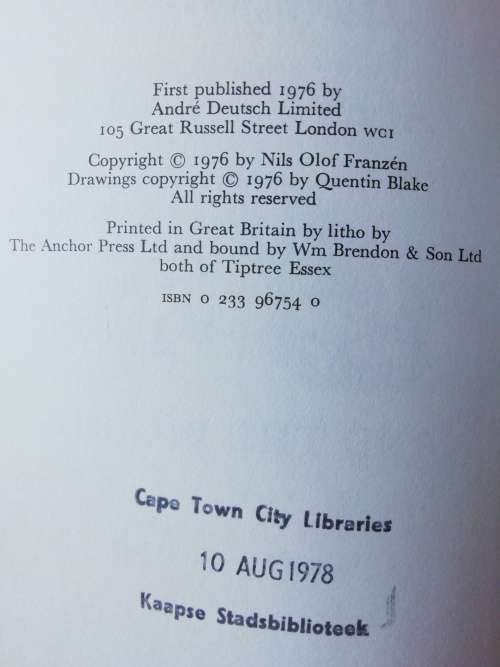 First published 1976 by
André Deutsch Limited
105 Great Russell Street London WC1
Copyright © 1976 by Nils Olof Franzén
Drawings copyright © 1976 by Quentin Blake
All rights reserved
Printed in Great Britain by litho by
The Anchor Press Ltd and bound by Wm Brendon & Son Ltd
both of Tiptree Essex
ISBN 0 233 96754 0
Cape Town City Libraries
10 AUG 1978
Kaapse Stadsbiblioteek